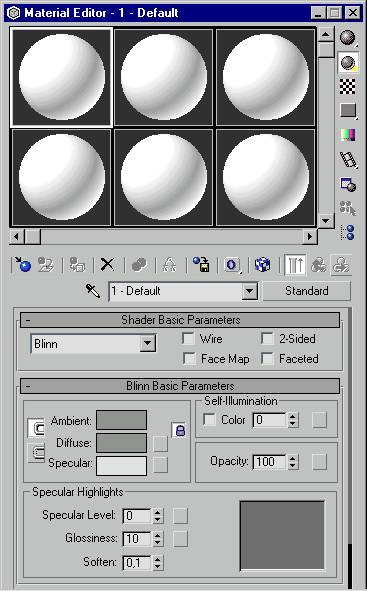 Material Editor - 1 - Default
1 - Default
Standard
- Shader Basic Parameters
Blinn
Wire
2-Sided
Face Map
Faceted
- Blinn Basic Parameters
Self-Illumination
Ambient:
Color 0
Diffuse:
Specular:
Opacity: 100
Specular Highlights
Specular Level: 0
Glossiness: 10
Soften: 0,1